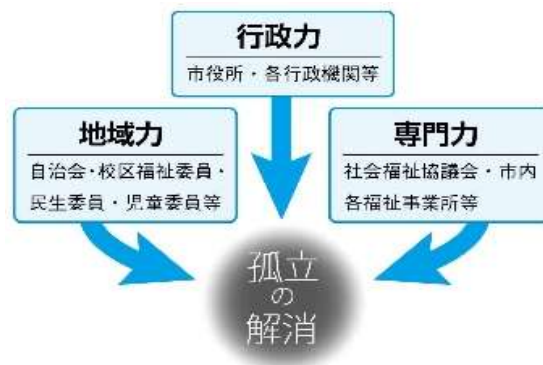 行政力
市役所・各行政機関等
地域力
自治会・校区福祉委員・
民生委員・児童委員等
専門力
社会福祉協議会・市内
各福祉事業所等
孤立
の
解消